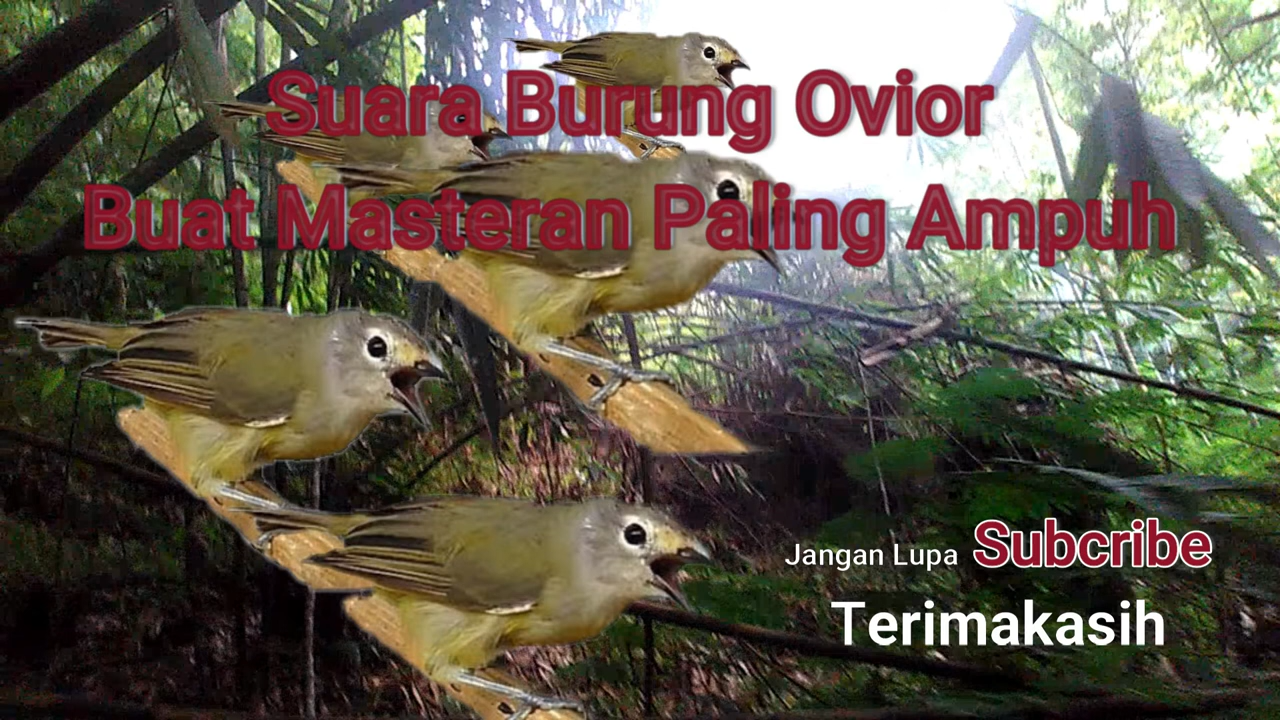 Suara Burung Ovior
Buat Masteran Paling Ampuh
Jangan Lupa Subcribe
Terimakasih